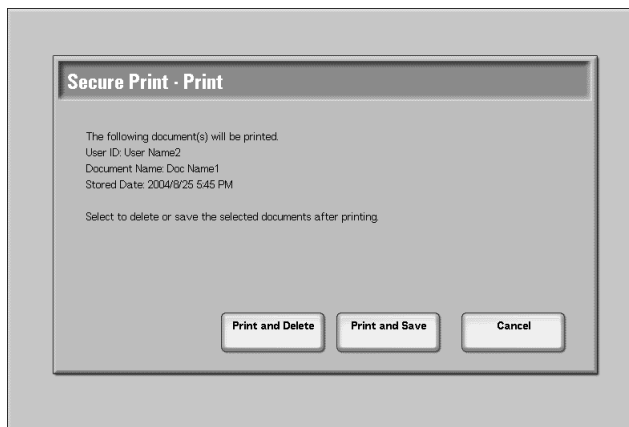 Secure Print - Print
The following document(s) will be printed.
User ID: User Name2
Document Name: Doc Name1
Stored Date: 2004/8/25 5:45 PM
Select to delete or save the selected documents after printing.
Print and Delete
Print and Save
Cancel